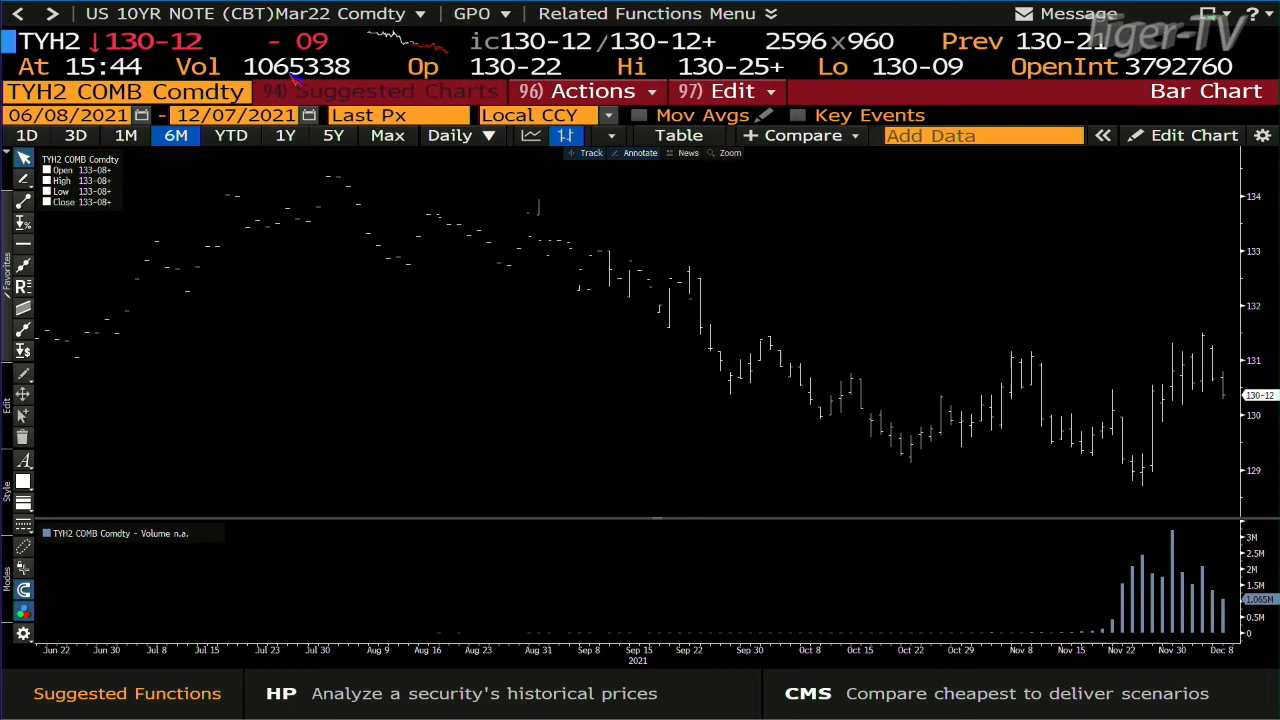 < > US 10YR NOTE (CBT)Mar22 Comdty GPO Related Functions Menu Message ?
TYH2 ↓130-12 - 09 ic130-12 /130-12+ 2596x960 Prev 130-21
At 15:44 Vol 1065338 Op 130-22 Hi 130-25+ Lo 130-09 OpenInt 3792760
TYH2 COMB Comdty 94) Suggested Charts 96) Actions 97) Edit Bar Chart
06/08/2021 - 12/07/2021 Last Px Local CCY Mov Avgs Key Events
1D 3D 1M 6M YTD 1Y 5Y Max Daily ▼ Table + Compare Add Data « Edit Chart
Track Annotate News Zoom
TYH2 COMB Comdty
Open 133-08+
High 133-08+
Low 133-08+
Close 133-08+
134
133
132
131
130-12
130
129
Favorites
Edit
Style
Modes
TYH2 COMB Comdty - Volume n.a.
3M
2.5M
2M
1.5M
1.065M
0.5M
0
Jun 22 Jun 30 Jul 8 Jul 15 Jul 23 Jul 30 Aug 9 Aug 16 Aug 23 Aug 31 Sep 8 Sep 15 Sep 22 Sep 30 Oct 8 Oct 15 Oct 22 Oct 29 Nov 8 Nov 15 Nov 22 Nov 30 Dec 8
2021
Suggested Functions HP Analyze a security's historical prices CMS Compare cheapest to deliver scenarios